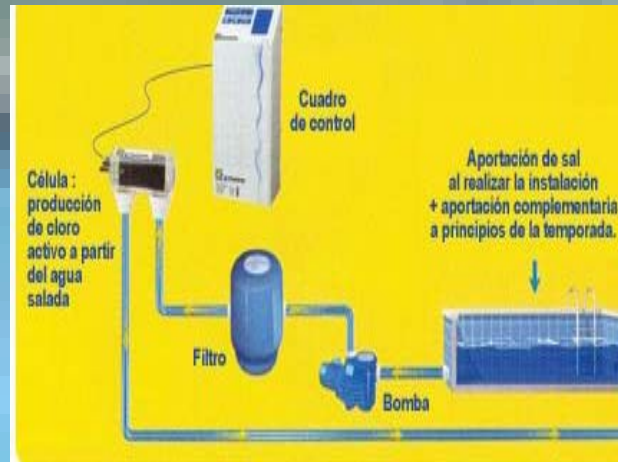 Cuadro
de control
Célula :
producción
de cloro
activo a partir
del agua
salada
Aportación de sal
al realizar la instalación
+ aportación complementaria
a principios de la temporada.
Filtro
Bomba